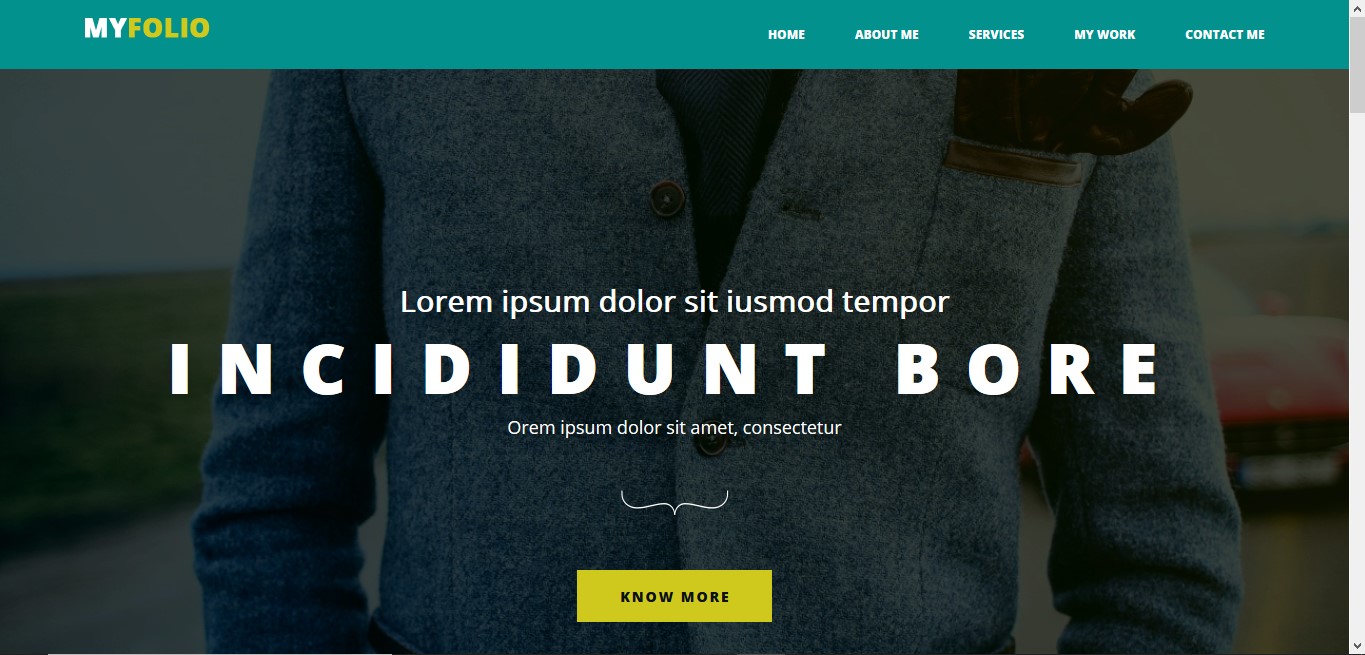 MYFOLIO
HOME ABOUT ME SERVICES MY WORK CONTACT ME
Lorem ipsum dolor sit iusmod tempor
INCIDIDUNT BORE
Orem ipsum dolor sit amet, consectetur
KNOW MORE